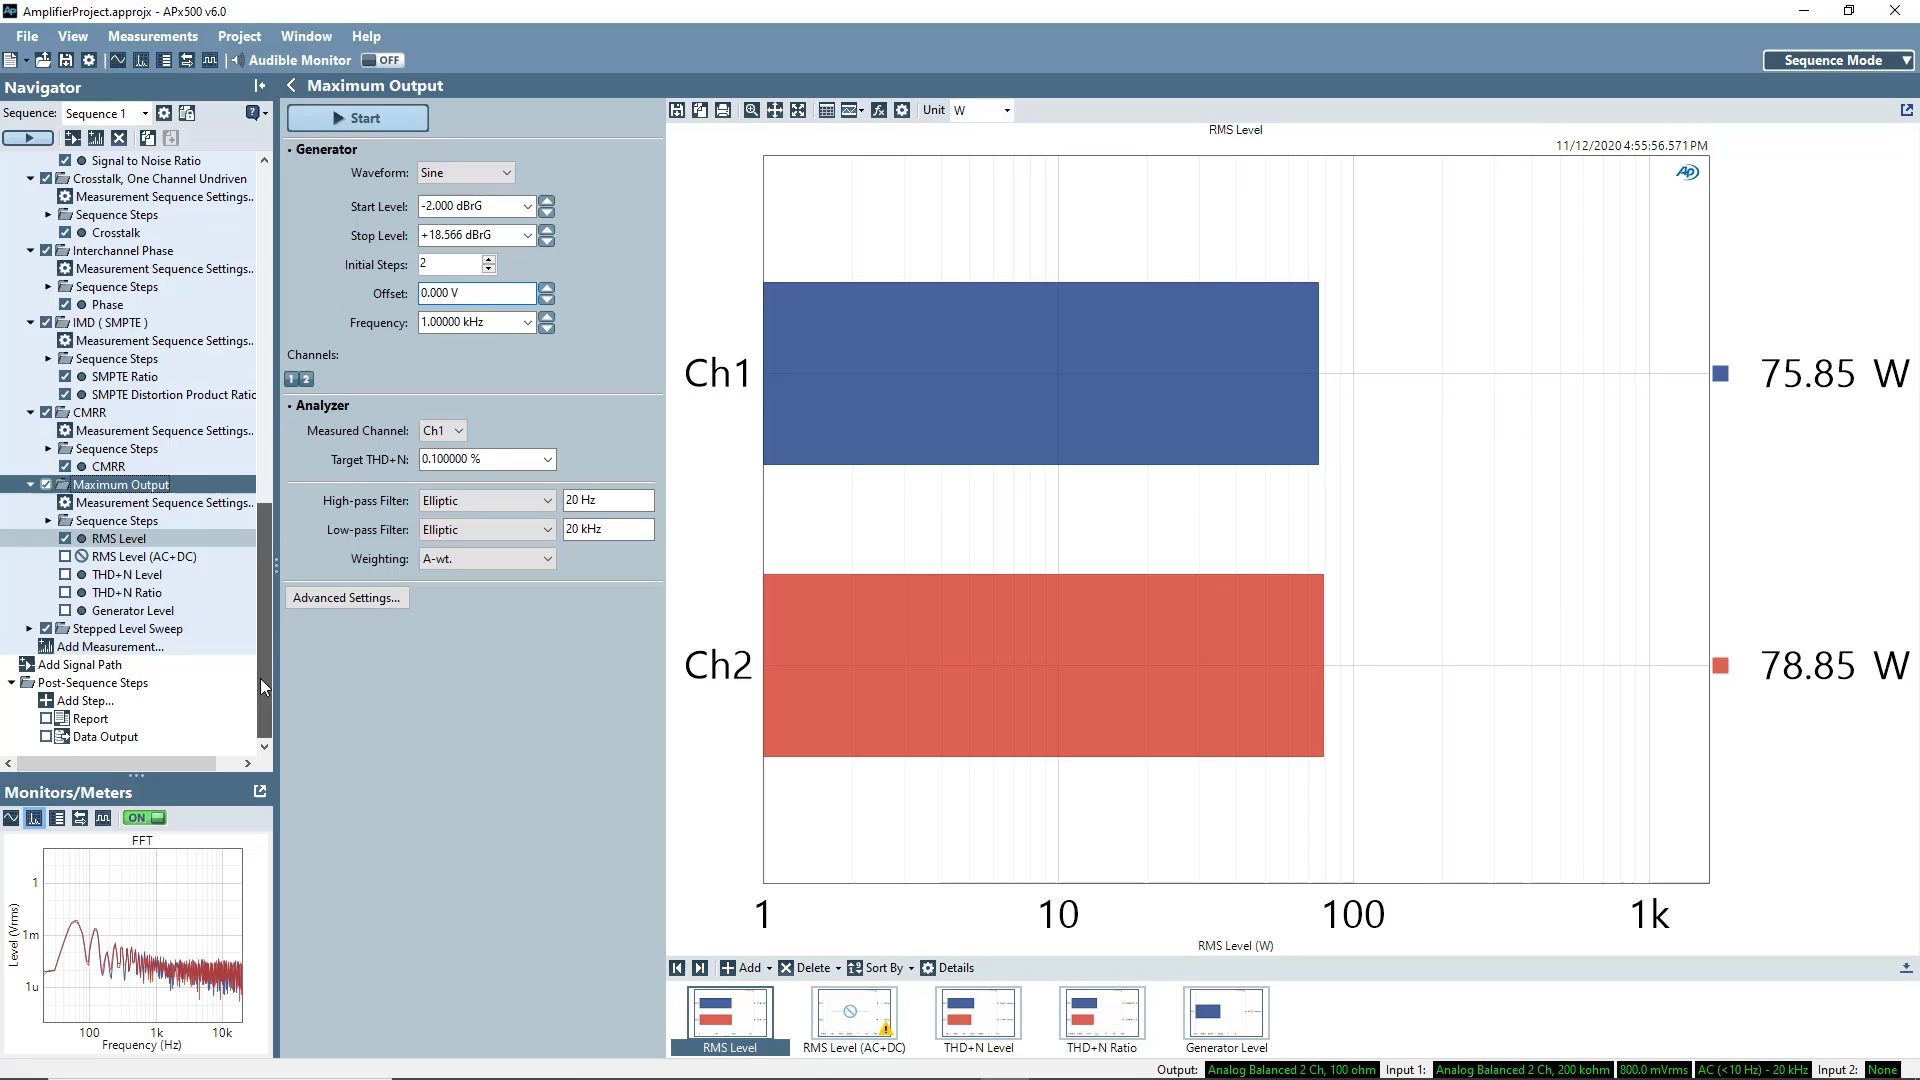 AmplifierProject.approjx - APx500 v6.0
File View Measurements Project Window Help
Audible Monitor OFF
Sequence Mode
Navigator
Sequence: Sequence 1
Signal to Noise Ratio
Crosstalk, One Channel Undriven
Measurement Sequence Settings..
Sequence Steps
Crosstalk
Interchannel Phase
Measurement Sequence Settings..
Sequence Steps
Phase
IMD ( SMPTE )
Measurement Sequence Settings..
Sequence Steps
SMPTE Ratio
SMPTE Distortion Product Ratio
CMRR
Measurement Sequence Settings..
Sequence Steps
CMRR
Maximum Output
Measurement Sequence Settings..
Sequence Steps
RMS Level
RMS Level (AC+DC)
THD+N Level
THD+N Ratio
Generator Level
Stepped Level Sweep
Add Measurement...
Add Signal Path
Post-Sequence Steps
Add Step...
Report
Data Output
Monitors/Meters
ON
FFT
Level (Vrms)
1
1m
1u
100 1k 10k
Frequency (Hz)
Maximum Output
Start
Generator
Waveform: Sine
Start Level: -2.000 dBrG
Stop Level: +18.566 dBrG
Initial Steps: 2
Offset: 0.000 V
Frequency: 1.00000 kHz
Channels:
1 2
Analyzer
Measured Channel: Ch1
Target THD+N: 0.100000 %
High-pass Filter: Elliptic 20 Hz
Low-pass Filter: Elliptic 20 kHz
Weighting: A-wt.
Advanced Settings...
Unit W
RMS Level
11/12/2020 4:55:56.571 PM
AP
Ch1 75.85 W
Ch2 78.85 W
1 10 100 1k
RMS Level (W)
Add Delete Sort By Details
RMS Level RMS Level (AC+DC) THD+N Level THD+N Ratio Generator Level
Output: Analog Balanced 2 Ch, 100 ohm Input 1: Analog Balanced 2 Ch, 200 kohm 800.0 mVrms AC (<10 Hz) - 20 kHz Input 2: None